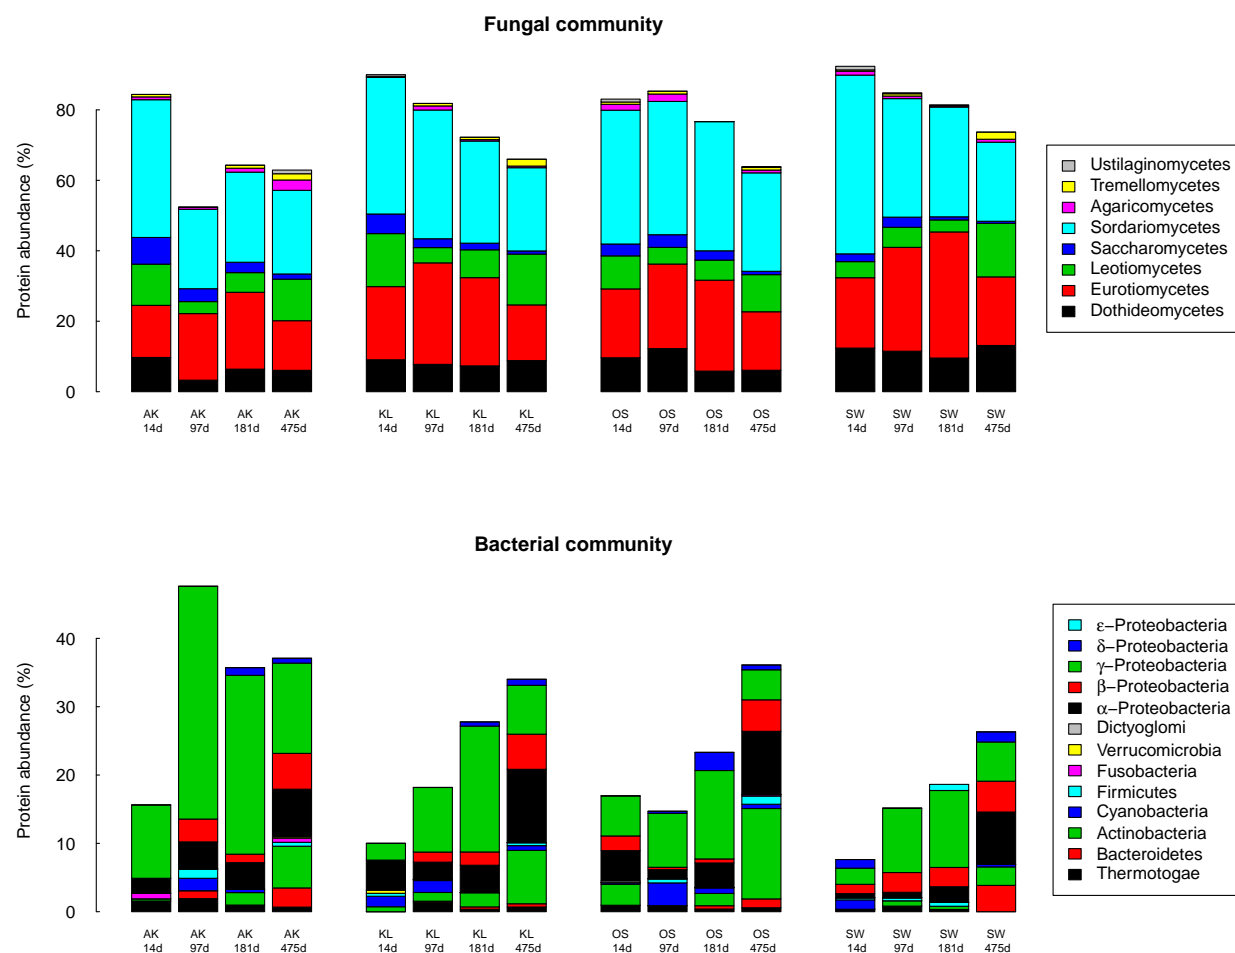 Fungal community
Protein abundance (%)
80
60
40
20
0
AK AK AK AK KL KL KL KL OS OS OS OS SW SW SW SW
14d 97d 181d 475d 14d 97d 181d 475d 14d 97d 181d 475d 14d 97d 181d 475d
Ustilaginomycetes
Tremellomycetes
Agaricomycetes
Sordariomycetes
Saccharomycetes
Leotiomycetes
Eurotiomycetes
Dothideomycetes
Bacterial community
Protein abundance (%)
40
30
20
10
0
AK AK AK AK KL KL KL KL OS OS OS OS SW SW SW SW
14d 97d 181d 475d 14d 97d 181d 475d 14d 97d 181d 475d 14d 97d 181d 475d
ε−Proteobacteria
δ−Proteobacteria
γ−Proteobacteria
β−Proteobacteria
α−Proteobacteria
Dictyoglomi
Verrucomicrobia
Fusobacteria
Firmicutes
Cyanobacteria
Actinobacteria
Bacteroidetes
Thermotogae